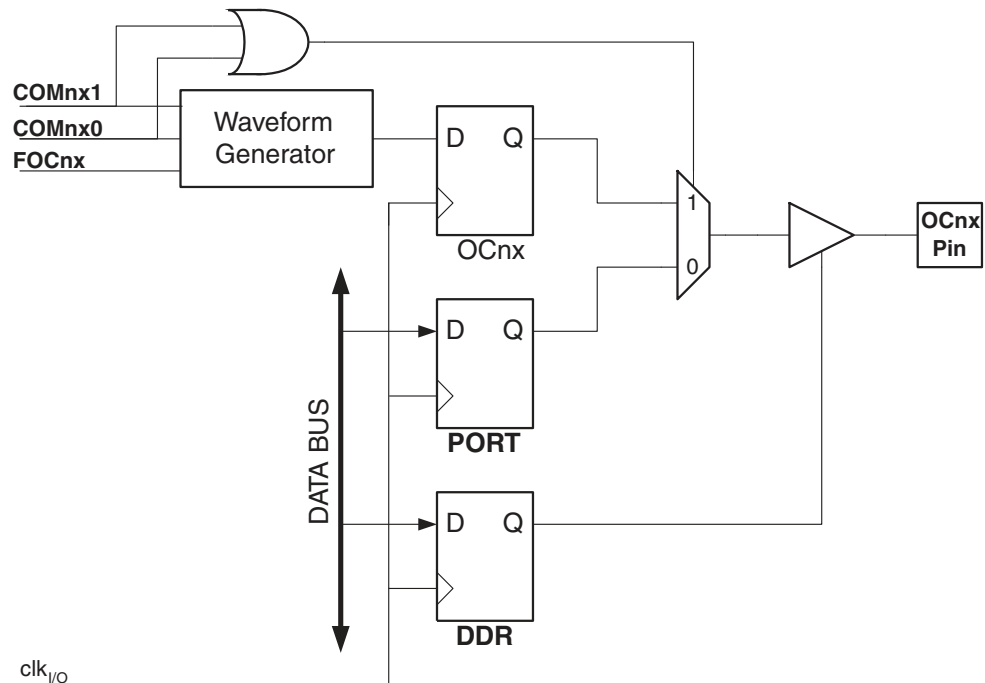 COMnx1
COMnx0
FOCnx
Waveform
Generator
D Q
OCnx
1
0
OCnx
Pin
DATA BUS
D Q
PORT
D Q
DDR
clkI/O